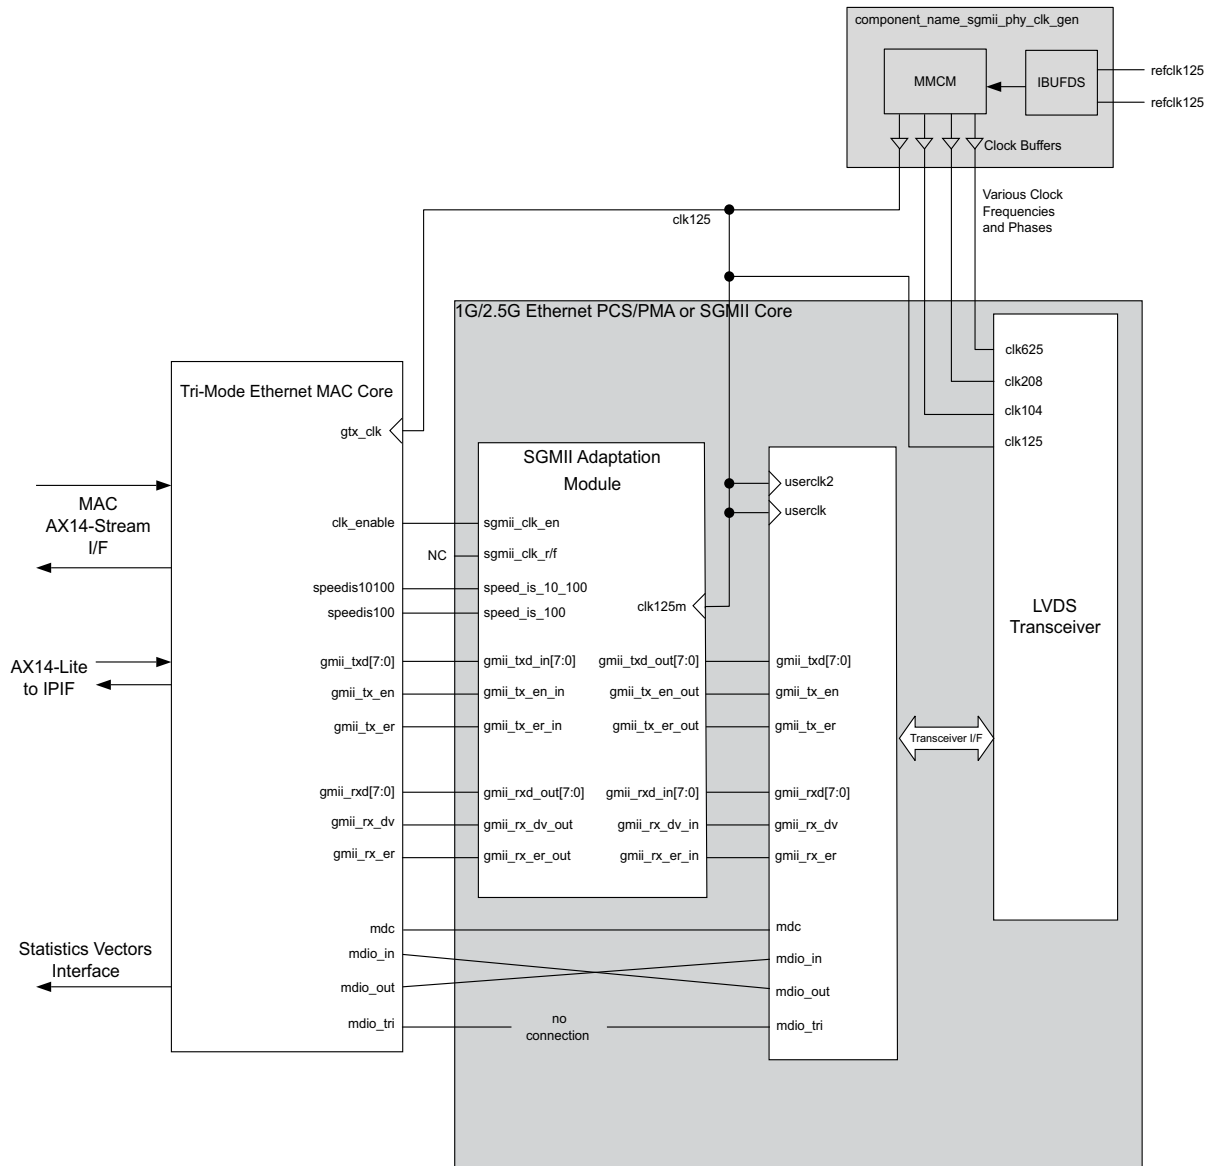 component_name_sgmii_phy_clk_gen
MMCM
IBUFDS
refclk125
refclk125
Clock Buffers
Various Clock
Frequencies
and Phases
clk125
1G/2.5G Ethernet PCS/PMA or SGMII Core
clk625
clk208
clk104
clk125
LVDS
Transceiver
Tri-Mode Ethernet MAC Core
gtx_clk
clk_enable
speedis10100
speedis100
gmii_txd[7:0]
gmii_tx_en
gmii_tx_er
gmii_rxd[7:0]
gmii_rx_dv
gmii_rx_er
mdc
mdio_in
mdio_out
mdio_tri
MAC
AX14-Stream
I/F
AX14-Lite
to IPIF
Statistics Vectors
Interface
NC
SGMII Adaptation
Module
sgmii_clk_en
sgmii_clk_r/f
speed_is_10_100
speed_is_100
clk125m
gmii_txd_in[7:0]
gmii_txd_out[7:0]
gmii_tx_en_in
gmii_tx_en_out
gmii_tx_er_in
gmii_tx_er_out
gmii_rxd_out[7:0]
gmii_rxd_in[7:0]
gmii_rx_dv_out
gmii_rx_dv_in
gmii_rx_er_out
gmii_rx_er_in
no
connection
userclk2
userclk
gmii_txd[7:0]
gmii_tx_en
gmii_tx_er
gmii_rxd[7:0]
gmii_rx_dv
gmii_rx_er
mdc
mdio_in
mdio_out
mdio_tri
Transceiver I/F